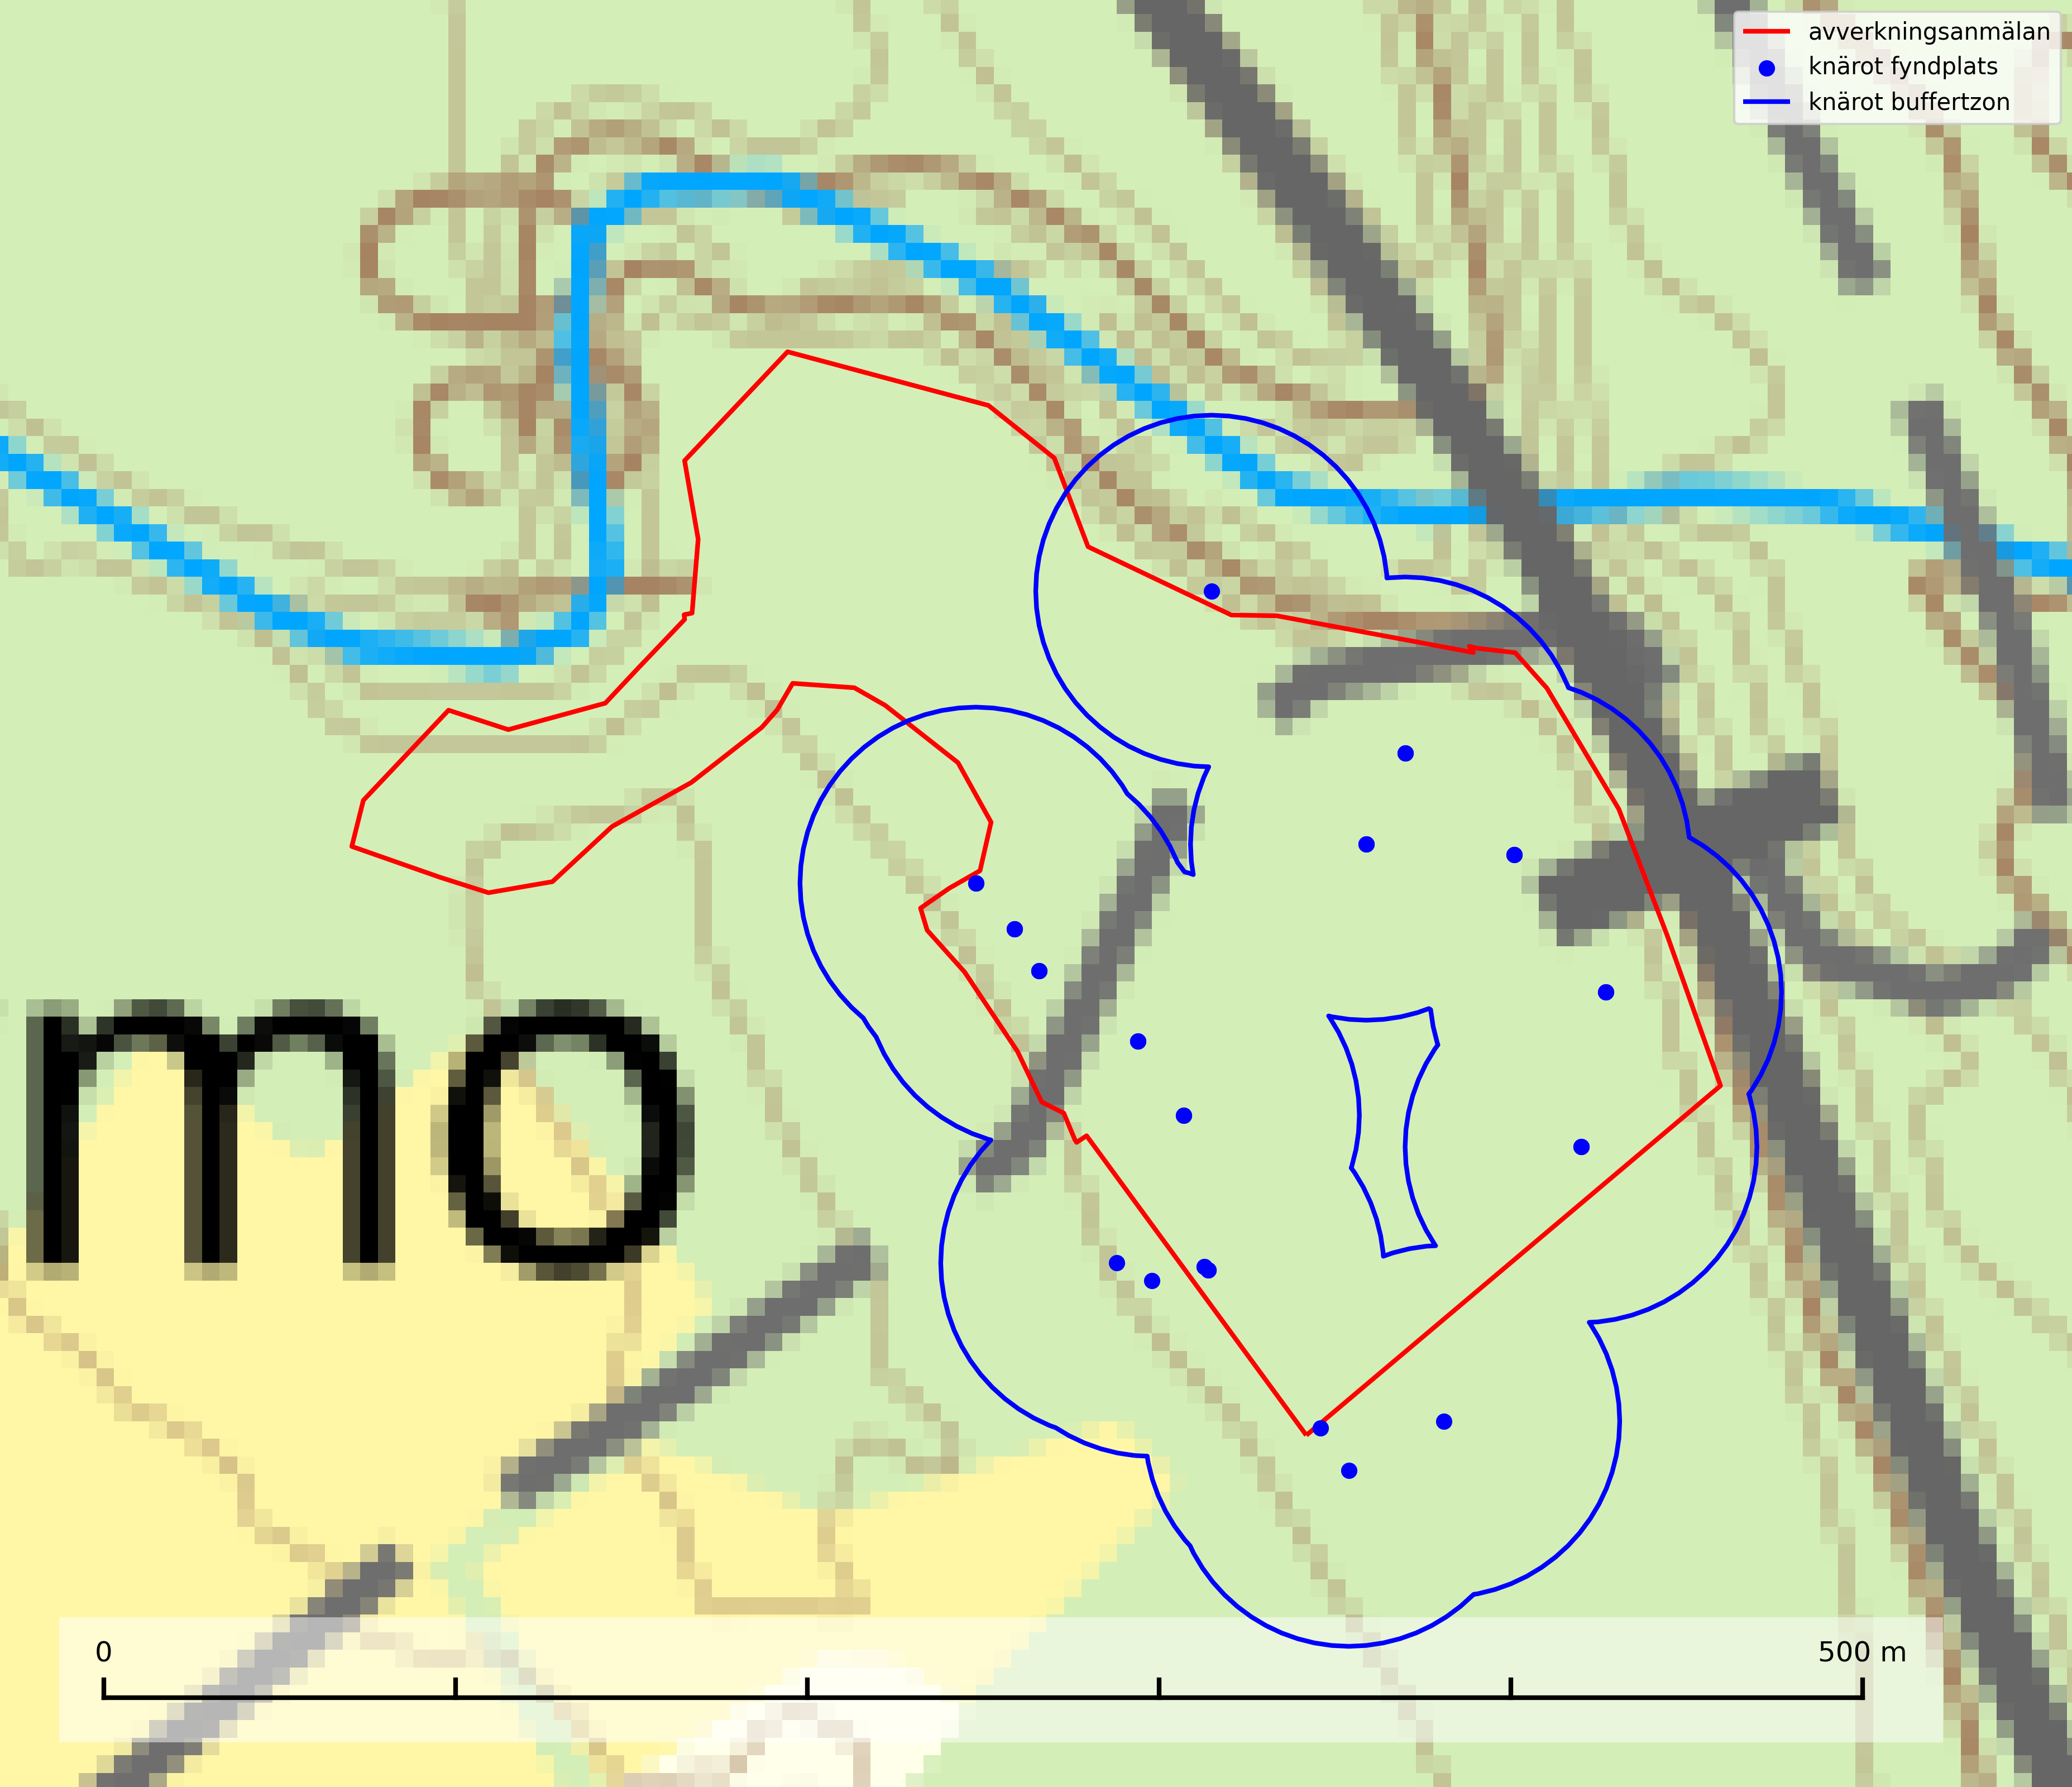 avverkningsanmälan
knärot fyndplats
knärot buffertzon
mo
0
500 m